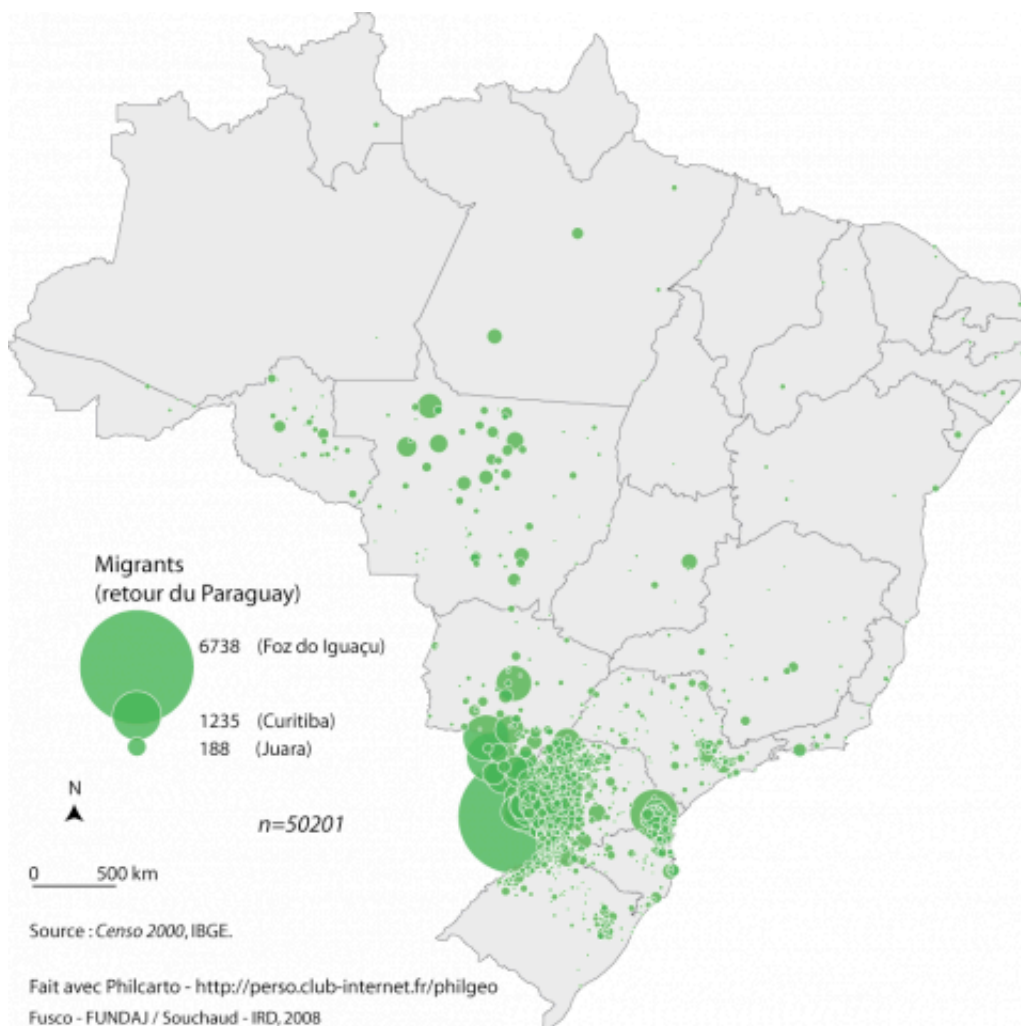 Migrants
(retour du Paraguay)
6738 (Foz do Iguaçu)
1235 (Curitiba)
188 (Juara)
N
n=50201
0 500 km
Source : Censo 2000, IBGE.
Fait avec Philcarto - http://perso.club-internet.fr/philgeo
Fusco - FUNDAJ / Souchaud - IRD, 2008